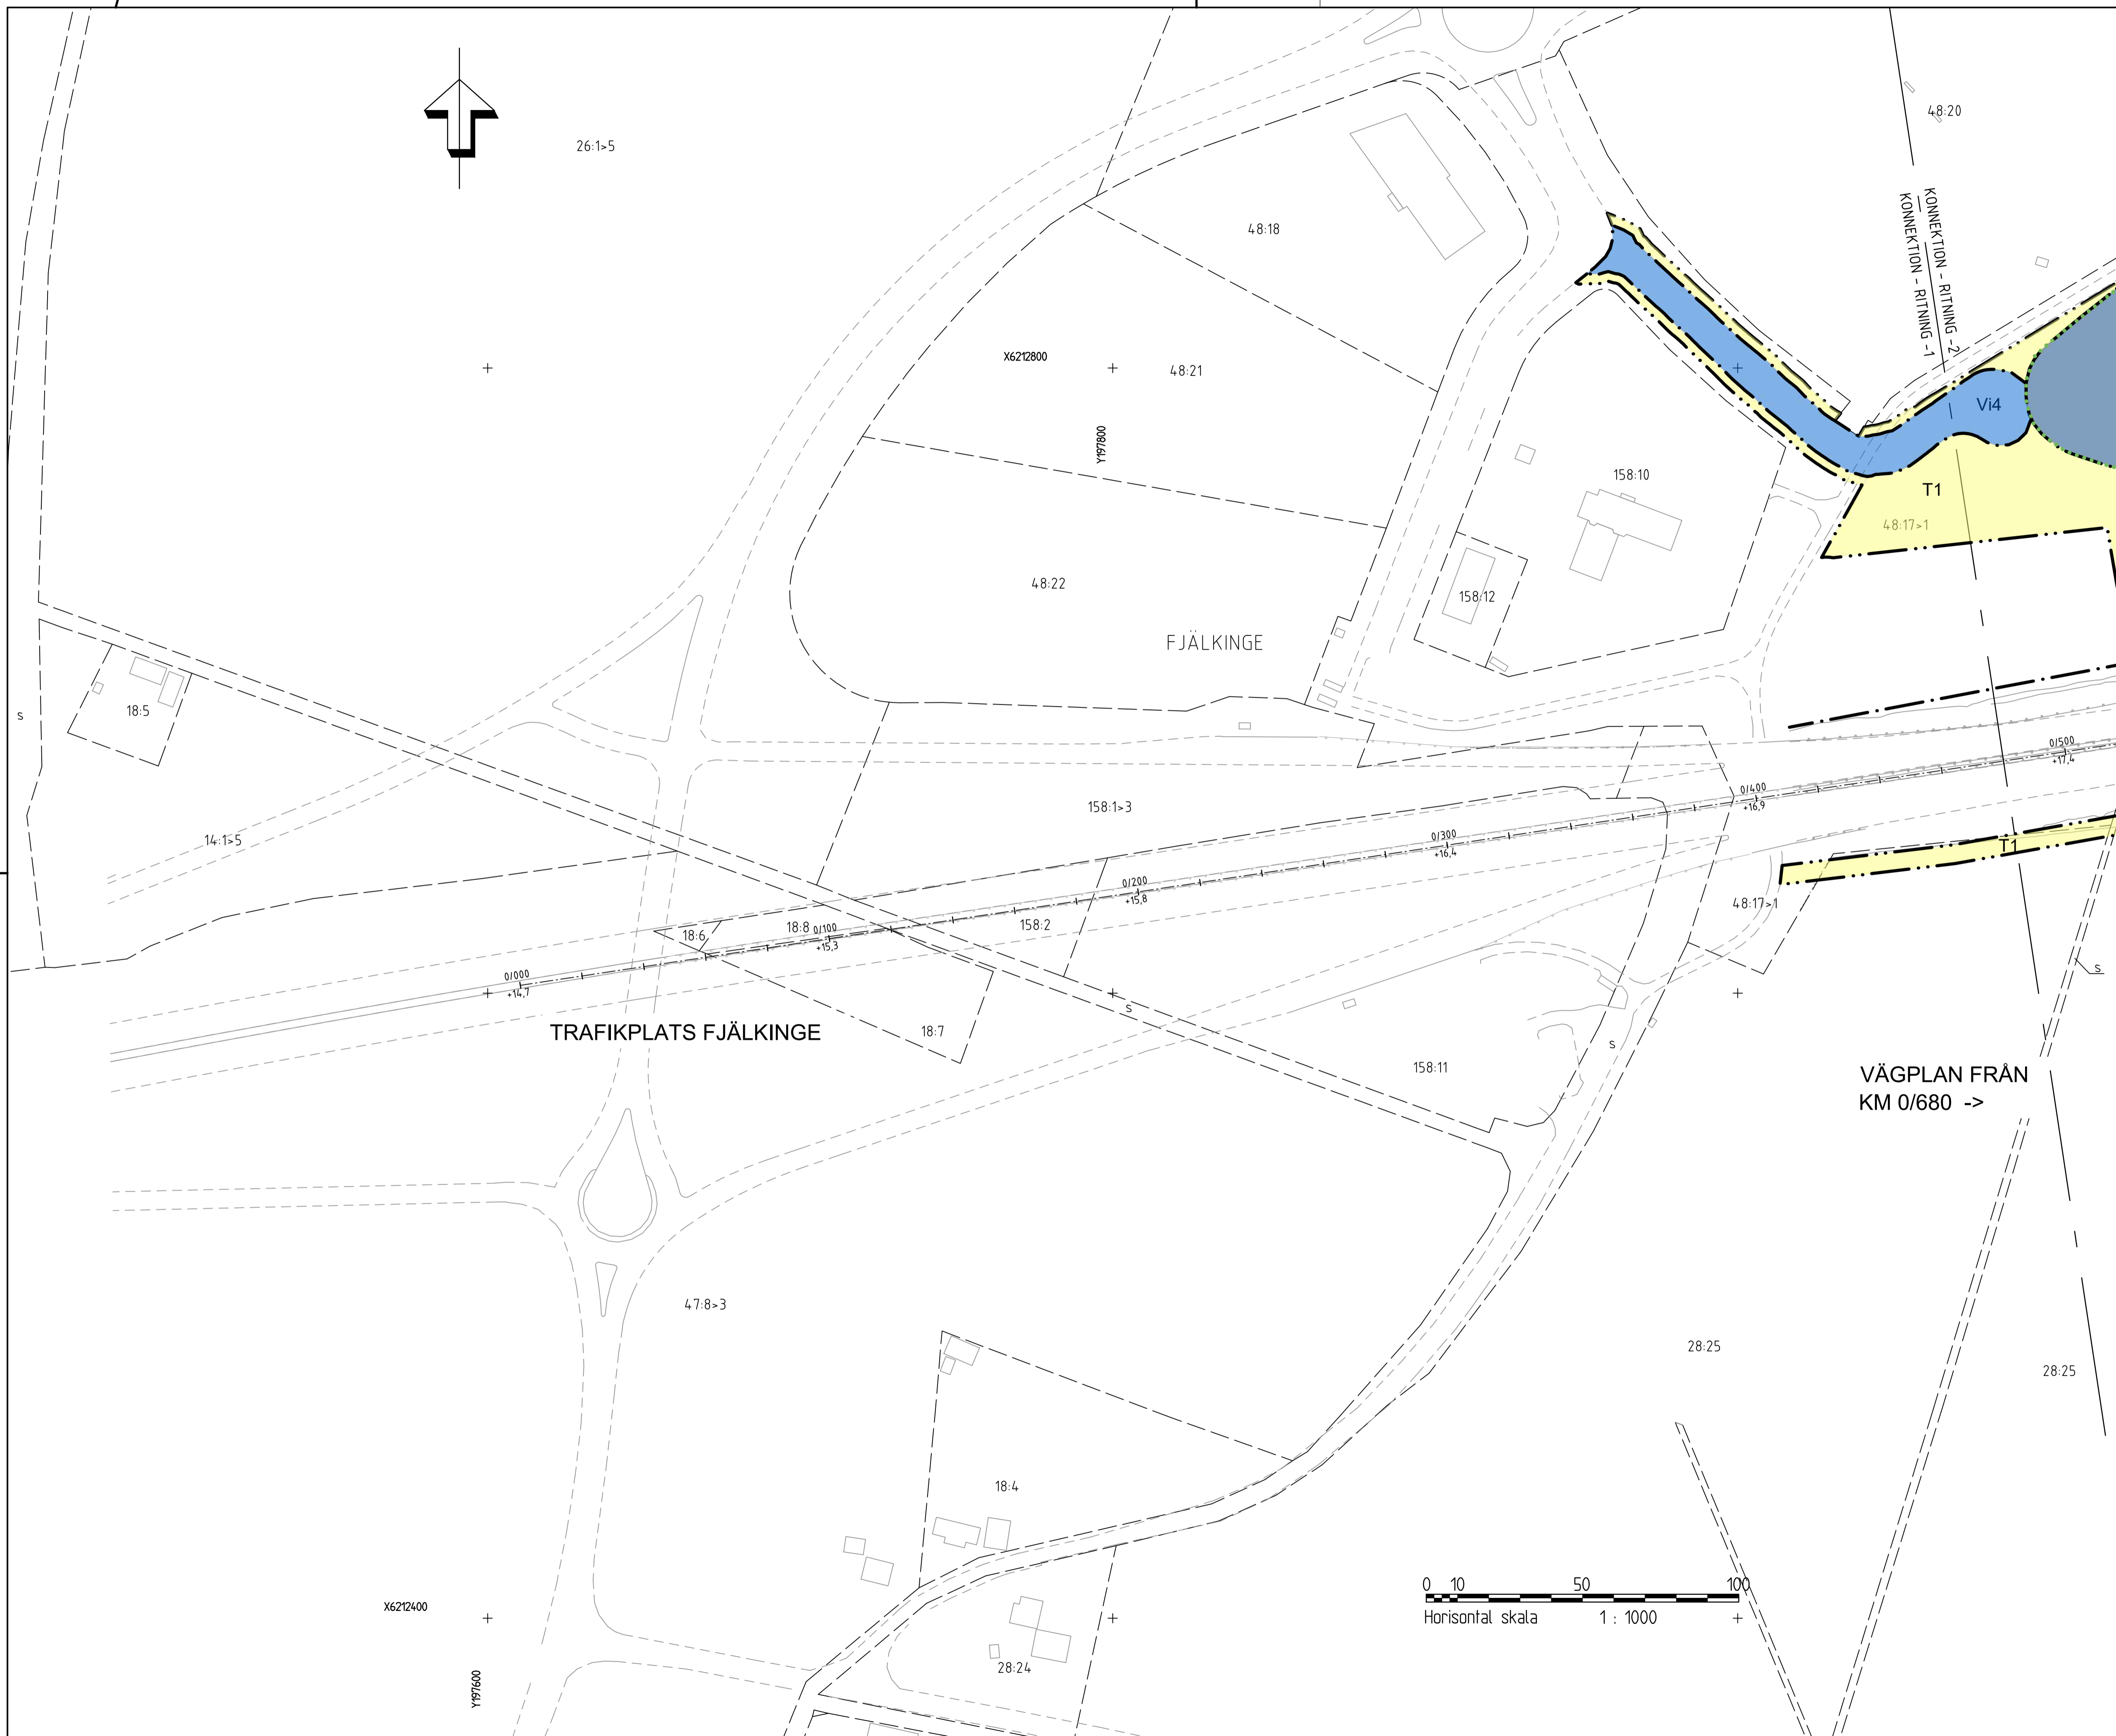 48:20
26:1>5
KONNEKTION - RITNING -2
KONNEKTION - RITNING -1
48:18
X6212800
48:21
Vi4
Y197800
158:10
T1
48:17>1
48:22
158:12
FJÄLKINGE
18:5
S
0/500
+17,4
0/400
+16,9
158:1>3
14:1>5
0/300
+16,4
T1
0/200
+15,8
48:17>1
18:8
0/100
+15,3
158:2
18:6
0/000
+14,7
S
S
TRAFIKPLATS FJÄLKINGE
18:7
S
158:11
VÄGPLAN FRÅN
KM 0/680 ->
47:8>3
28:25
28:25
18:4
0 10 50 100
Horisontal skala 1 : 1000
X6212400
28:24
Y197600